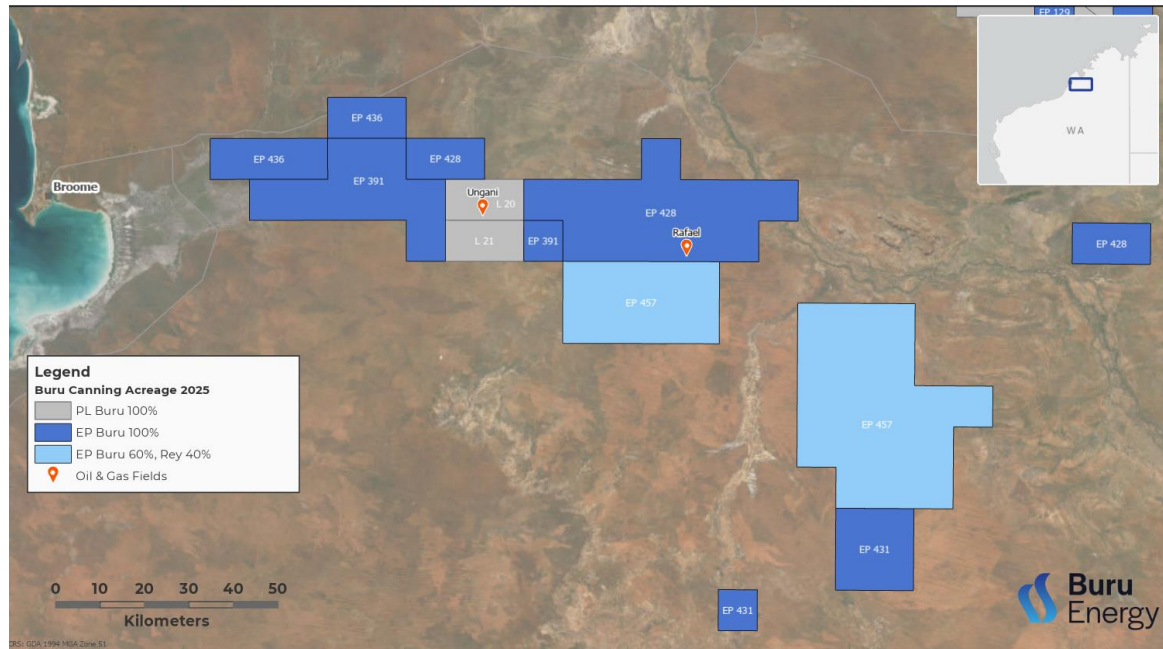 EP 129
WA
EP 436
EP 436
EP 428
EP 391
Broome
Ungani
L 20
EP 428
L 21
EP 391
Rafael
EP 428
EP 457
EP 457
EP 431
EP 431
Legend
Buru Canning Acreage 2025
PL Buru 100%
EP Buru 100%
EP Buru 60%, Rey 40%
Oil & Gas Fields
0 10 20 30 40 50
Kilometers
CRS: GDA 1994 MGA Zone 51
Buru
Energy